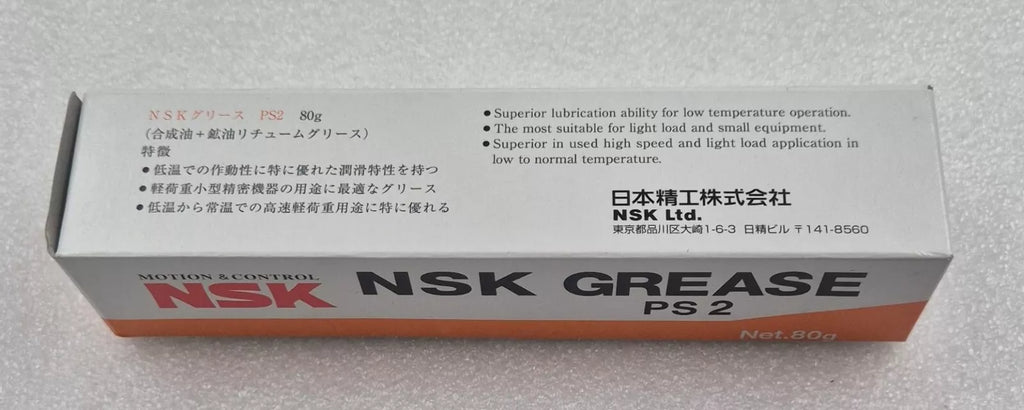 NSKグリース PS2 80g
(合成油+鉱油リチュームグリース)
特徴
●低温での作動性に特に優れた潤滑特性を持つ
●軽荷重小型精密機器の用途に最適なグリース
●低温から常温での高速軽荷重用途に特に優れる
●Superior lubrication ability for low temperature operation.
●The most suitable for light load and small equipment.
●Superior in used high speed and light load application in
low to normal temperature.
日本精工株式会社
NSK Ltd.
東京都品川区大崎1-6-3 日精ビル 〒141-8560
MOTION & CONTROL
NSK
NSK GREASE
PS 2
Net.80g